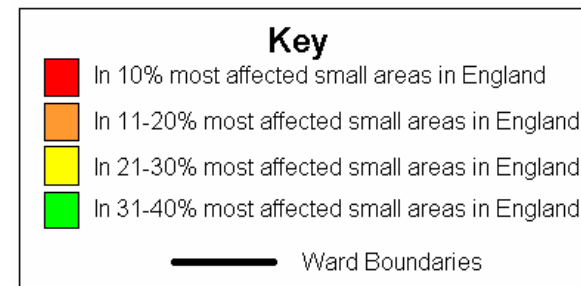 Key
In 10% most affected small areas in England
In 11-20% most affected small areas in England
In 21-30% most affected small areas in England
In 31-40% most affected small areas in England
Ward Boundaries